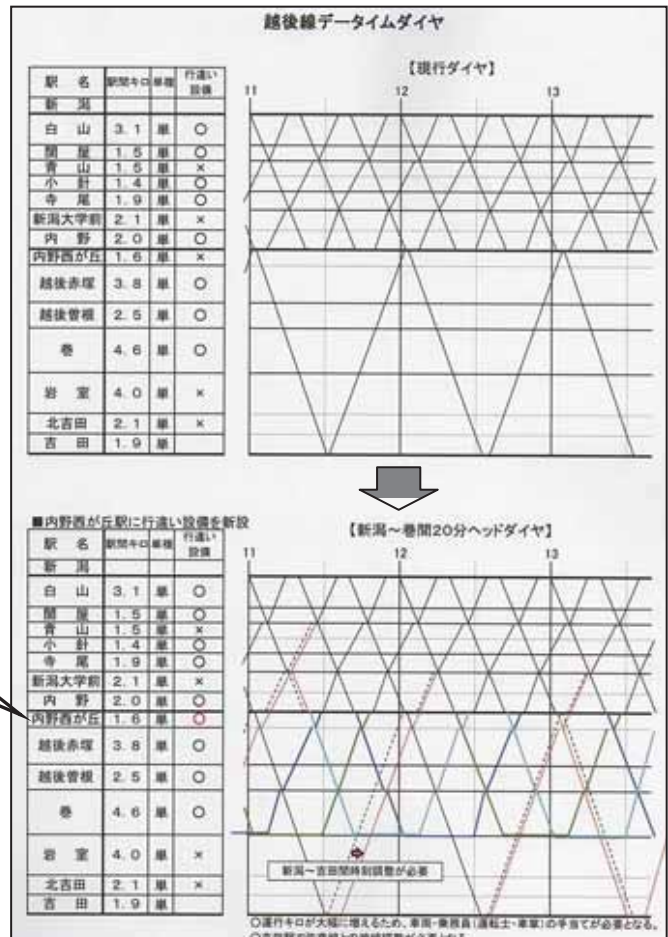 越後線データイムダイヤ
【現行ダイヤ】
駅 名 駅間キロ 単複 行違い設備
11 12 13
新 潟
白 山 3.1 単 ○
関 屋 1.5 単 ○
青 山 1.5 単 ×
小 針 1.4 単 ○
寺 尾 1.9 単 ○
新潟大学前 2.1 単 ×
内 野 2.0 単 ○
内野西が丘 1.6 単 ×
越後赤塚 3.8 単 ○
越後曽根 2.5 単 ○
巻 4.6 単 ○
岩 室 4.0 単 ×
北吉田 2.1 単 ×
吉 田 1.9 単
■内野西が丘駅に行違い設備を新設
【新潟～巻間20分ヘッドダイヤ】
駅 名 駅間キロ 単複 行違い設備
11 12 13
新 潟
白 山 3.1 単 ○
関 屋 1.5 単 ○
青 山 1.5 単 ×
小 針 1.4 単 ○
寺 尾 1.9 単 ○
新潟大学前 2.1 単 ×
内 野 2.0 単 ○
内野西が丘 1.6 単 ○
越後赤塚 3.8 単 ○
越後曽根 2.5 単 ○
巻 4.6 単 ○
岩 室 4.0 単 ×
北吉田 2.1 単 ×
吉 田 1.9 単
新潟～吉田間時刻調整が必要
○運行キロが大幅に増えるため、車両・乗務員(運転士・車掌)の手当てが必要となる。